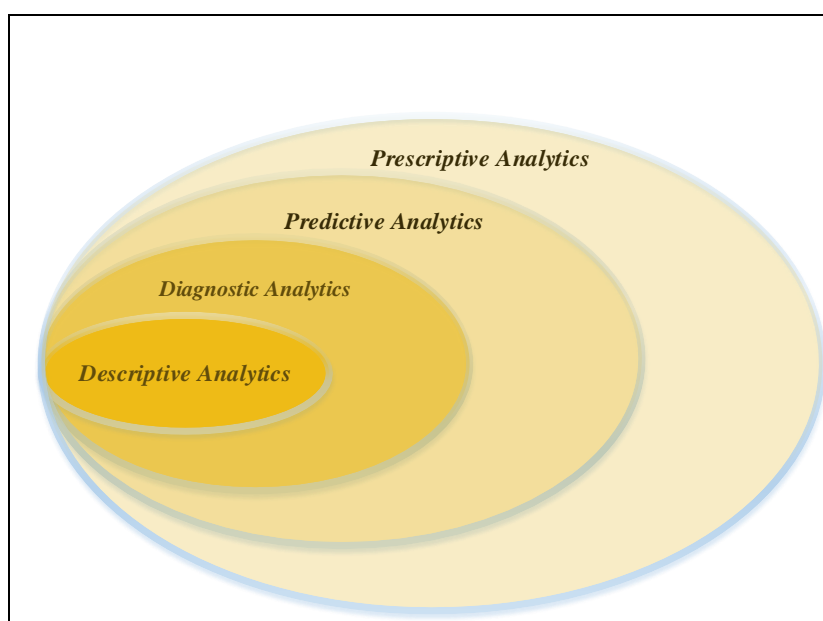 Prescriptive Analytics
Predictive Analytics
Diagnostic Analytics
Descriptive Analytics